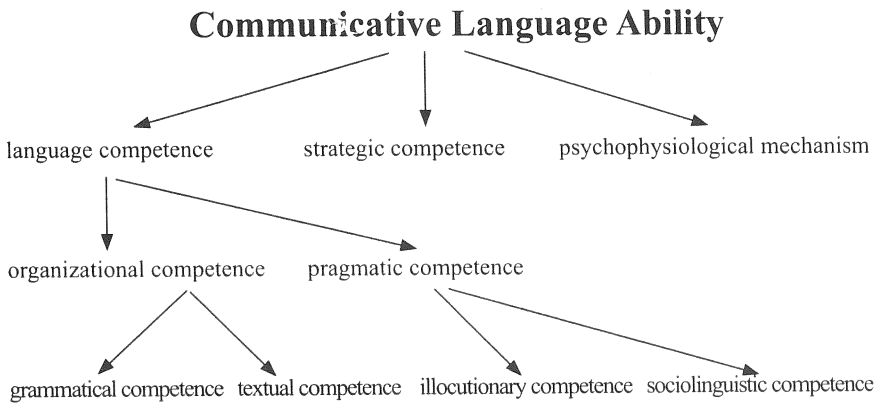 Communicative Language Ability
language competence
strategic competence
psychophysiological mechanism
organizational competence
pragmatic competence
grammatical competence
textual competence
illocutionary competence
sociolinguistic competence